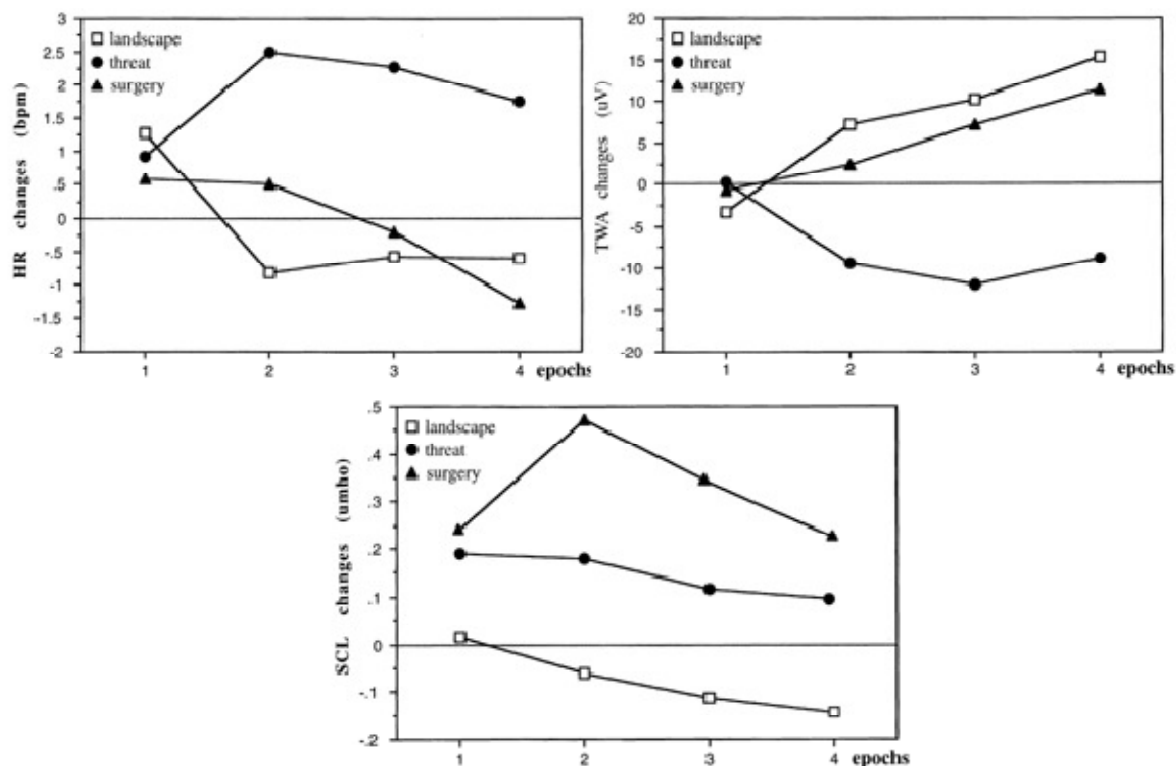 HR changes (bpm)
3
2.5
2
1.5
1
.5
0
-.5
-1
-1.5
-2
landscape
threat
surgery
1 2 3 4 epochs
TWA changes (uV)
20
15
10
5
0
-5
-10
-15
-20
landscape
threat
surgery
1 2 3 4 epochs
SCL changes (umho)
.5
.4
.3
.2
.1
0
-.1
-.2
landscape
threat
surgery
1 2 3 4 epochs